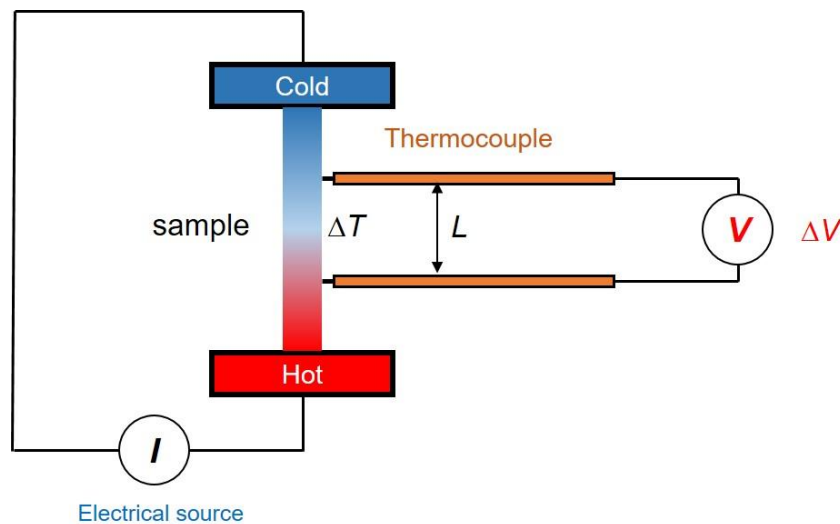 Cold
Thermocouple
sample
ΔT
L
V
ΔV
Hot
I
Electrical source